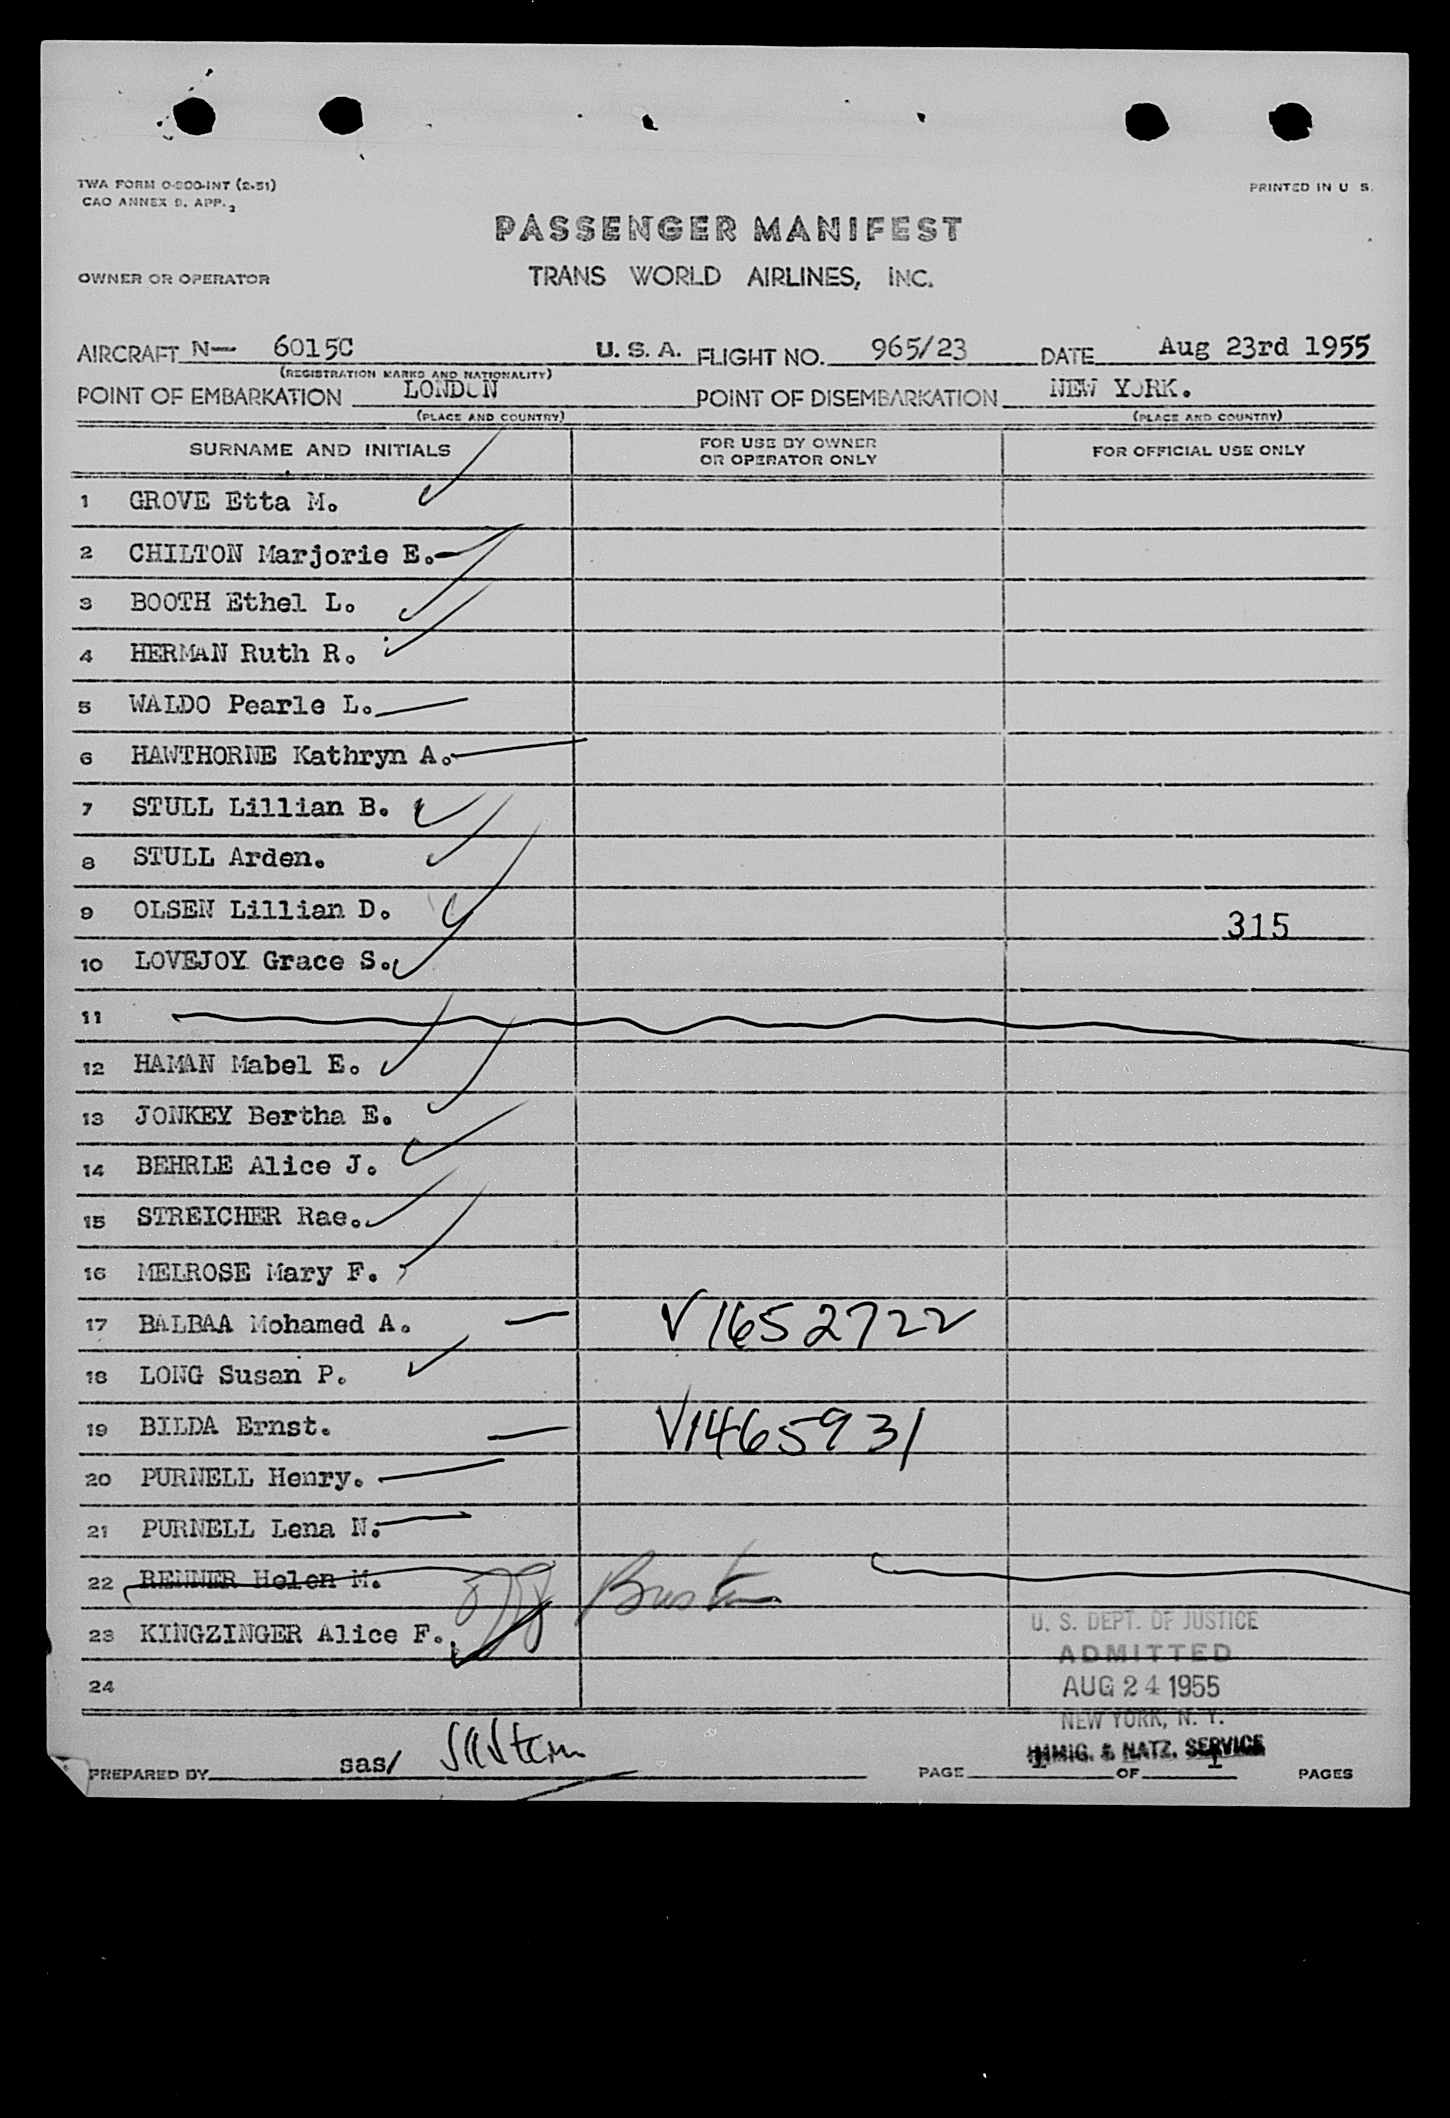 TWA FORM O-200-INT (2-51)
CAO ANNEX 9. APP. 2
PRINTED IN U S.
PASSENGER MANIFEST
OWNER OR OPERATOR
TRANS WORLD AIRLINES, INC.
AIRCRAFT N— 6015C U. S. A. FLIGHT NO. 965/23 DATE Aug 23rd 1955
(REGISTRATION MARKS AND NATIONALITY)
POINT OF EMBARKATION LONDON POINT OF DISEMBARKATION NEW YORK.
(PLACE AND COUNTRY) (PLACE AND COUNTRY)
SURNAME AND INITIALS FOR USE BY OWNER OR OPERATOR ONLY FOR OFFICIAL USE ONLY
1 GROVE Etta M.
2 CHILTON Marjorie E.
3 BOOTH Ethel L.
4 HERMAN Ruth R.
5 WALDO Pearle L.
6 HAWTHORNE Kathryn A.
7 STULL Lillian B.
8 STULL Arden.
9 OLSEN Lillian D. 315
10 LOVEJOY Grace S.
11
12 HAMAN Mabel E.
13 JONKEY Bertha E.
14 BEHRLE Alice J.
15 STREICHER Rae.
16 MELROSE Mary F.
17 BALBAA Mohamed A. V1652722
18 LONG Susan P.
19 BILDA Ernst. V1465931
20 PURNELL Henry.
21 PURNELL Lena N.
22 RENNER Helen M.
23 KINGZINGER Alice F.
24
U. S. DEPT. OF JUSTICE
ADMITTED
AUG 24 1955
NEW YORK, N. Y.
IMMIG. & NATZ. SERVICE
PREPARED BY sas/ PAGE 1 OF 1 PAGES